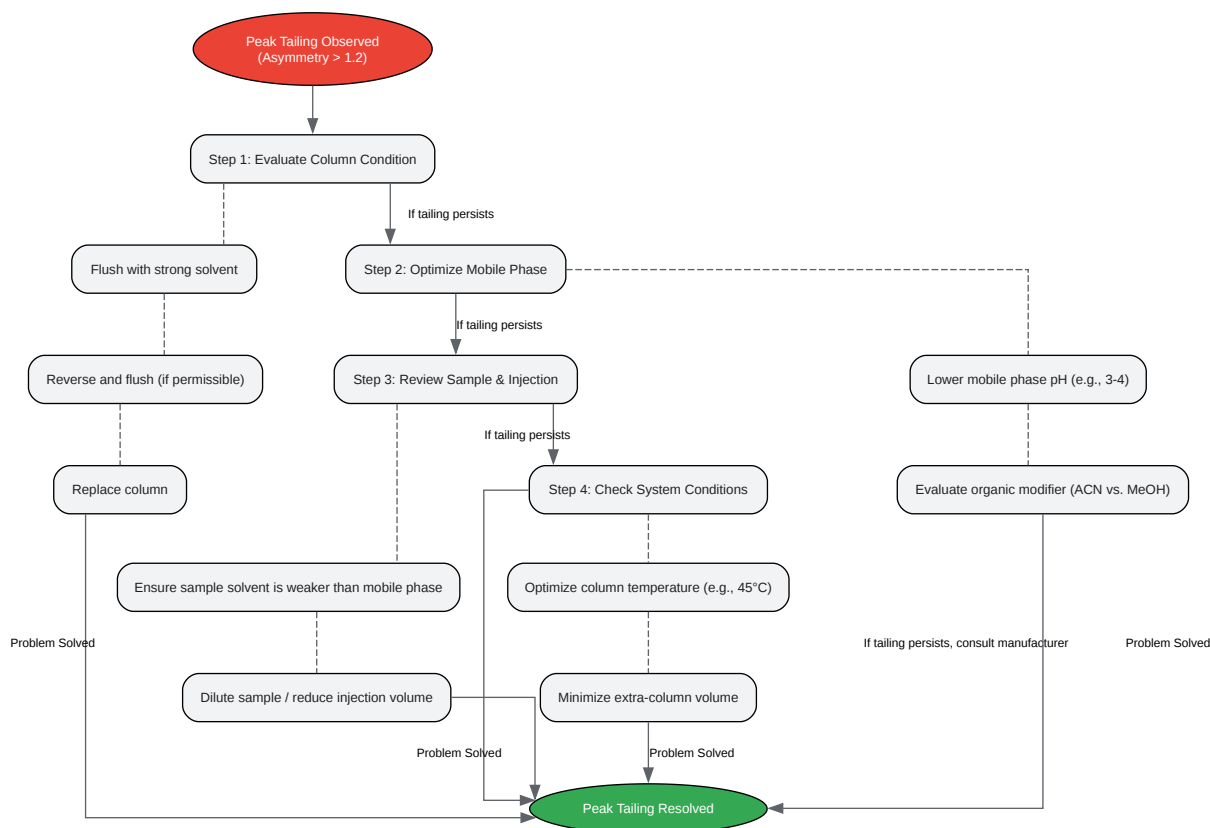 Peak Tailing Observed
(Asymmetry > 1.2)
Step 1: Evaluate Column Condition
If tailing persists
Flush with strong solvent
Step 2: Optimize Mobile Phase
If tailing persists
Reverse and flush (if permissible)
Step 3: Review Sample & Injection
Lower mobile phase pH (e.g., 3-4)
If tailing persists
Replace column
Step 4: Check System Conditions
Evaluate organic modifier (ACN vs. MeOH)
Ensure sample solvent is weaker than mobile phase
Optimize column temperature (e.g., 45°C)
Problem Solved
If tailing persists, consult manufacturer
Problem Solved
Dilute sample / reduce injection volume
Minimize extra-column volume
Problem Solved
Problem Solved
Peak Tailing Resolved